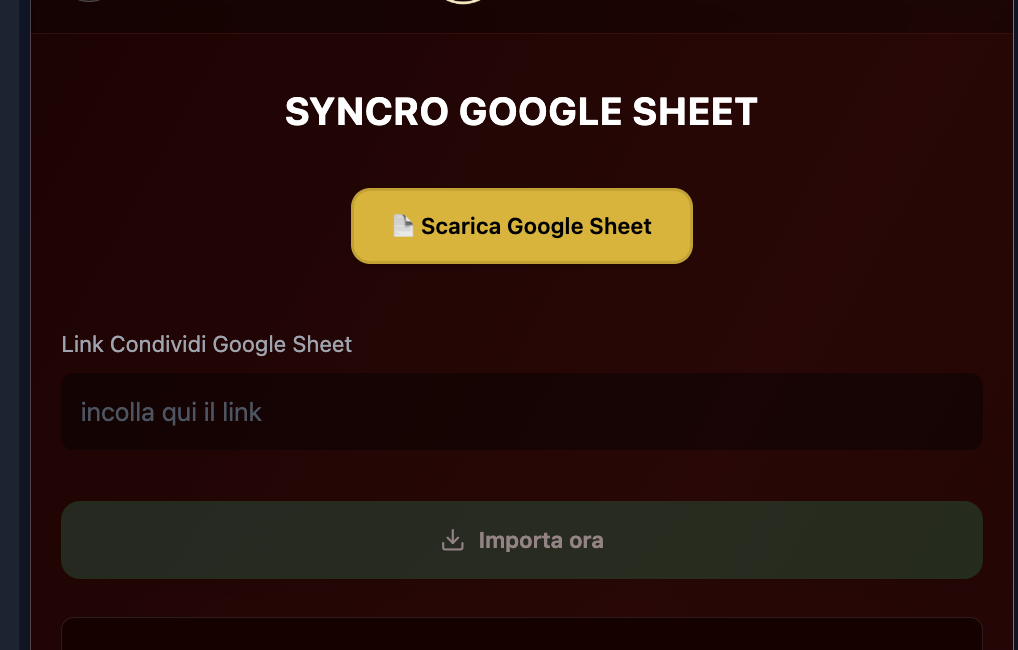 SYNCRO GOOGLE SHEET
Scarica Google Sheet
Link Condividi Google Sheet
incolla qui il link
Importa ora